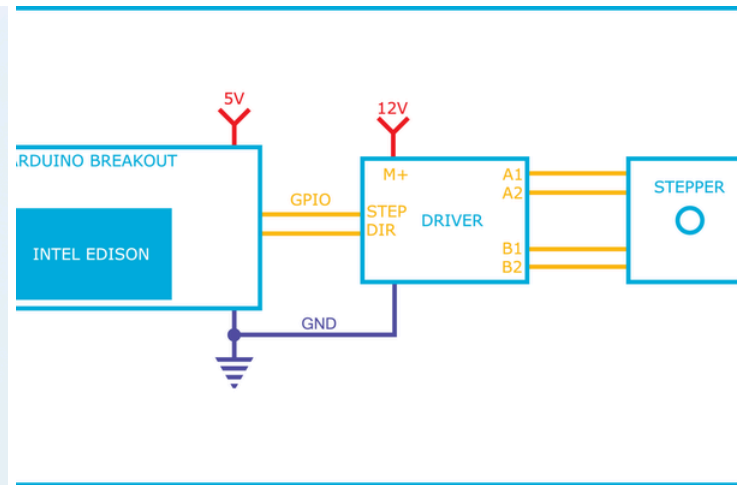 5V
12V
RDUINO BREAKOUT
INTEL EDISON
GPIO
M+
STEP
DIR
DRIVER
A1
A2
B1
B2
STEPPER
GND